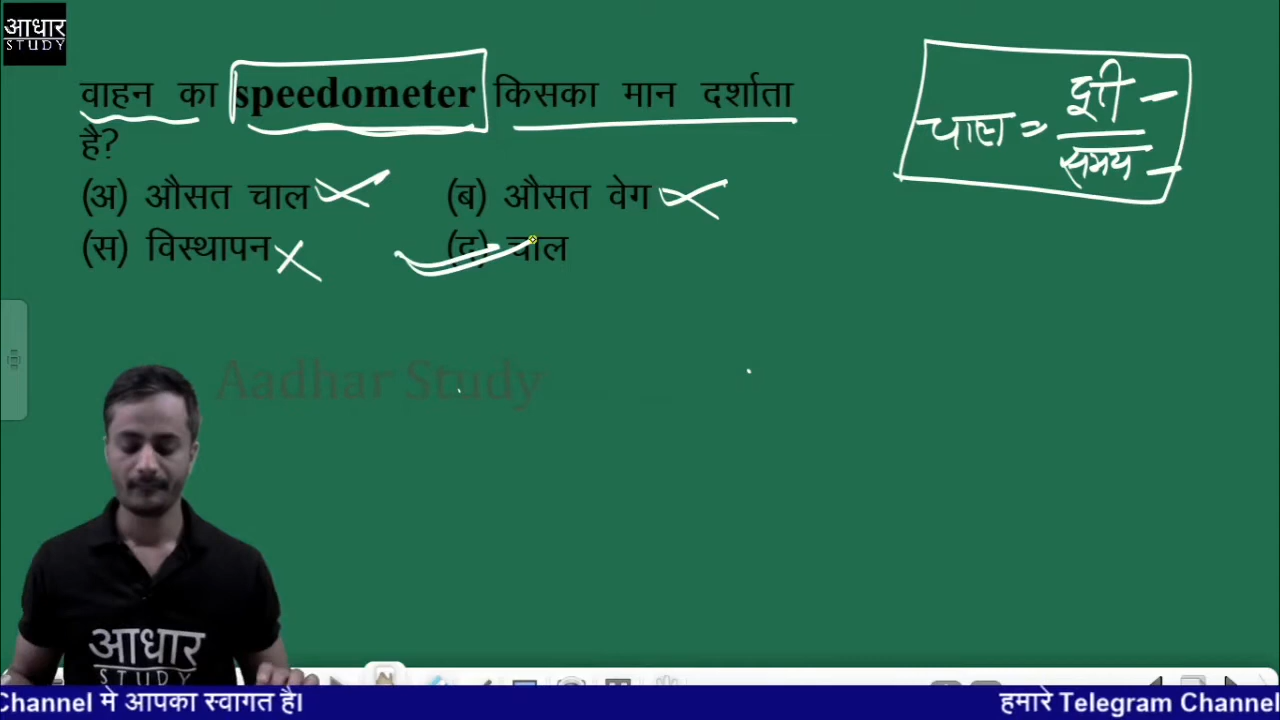 आधार
STUDY
वाहन का speedometer किसका मान दर्शाता
है?
(अ) औसत चाल (ब) औसत वेग
(स) विस्थापन (द) चाल
चाल = दूरी
समय
Aadhar Study
आधार
STUDY
Channel मे आपका स्वागत है। हमारे Telegram Channel